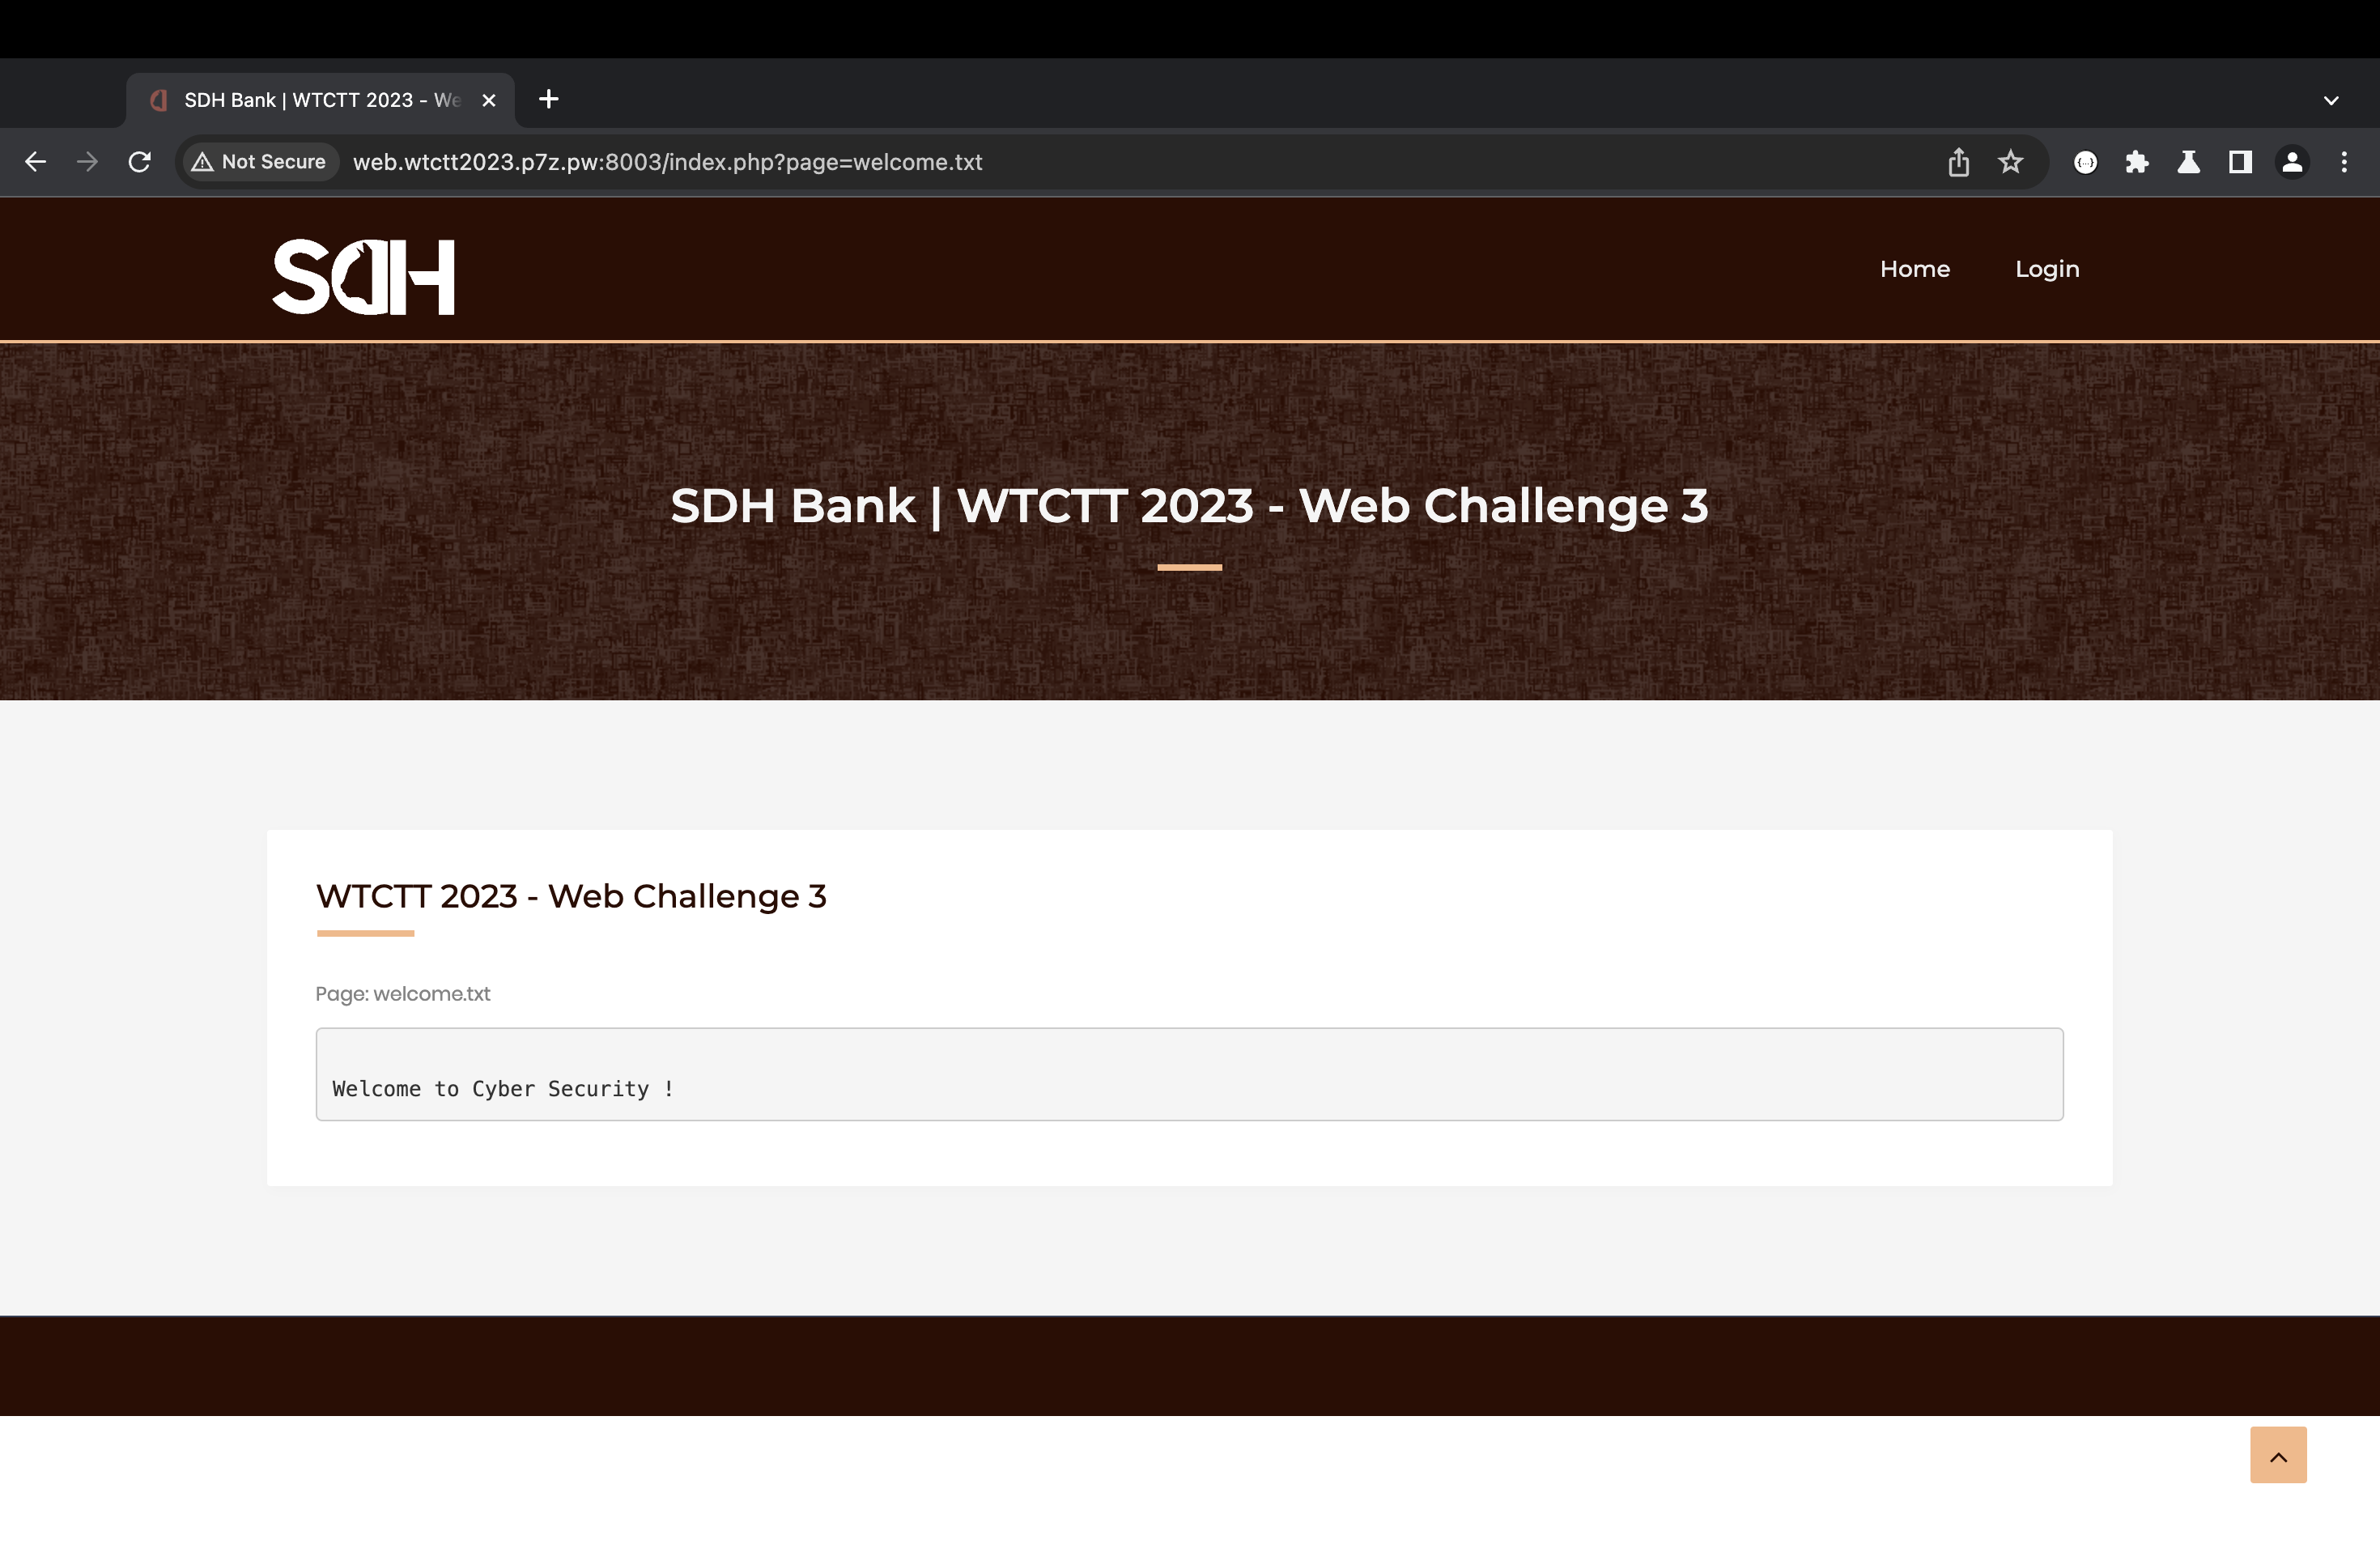 SDH Bank | WTCTT 2023 - We
Not Secure web.wtctt2023.p7z.pw:8003/index.php?page=welcome.txt
SDH
Home Login
SDH Bank | WTCTT 2023 - Web Challenge 3
WTCTT 2023 - Web Challenge 3
Page: welcome.txt
Welcome to Cyber Security !